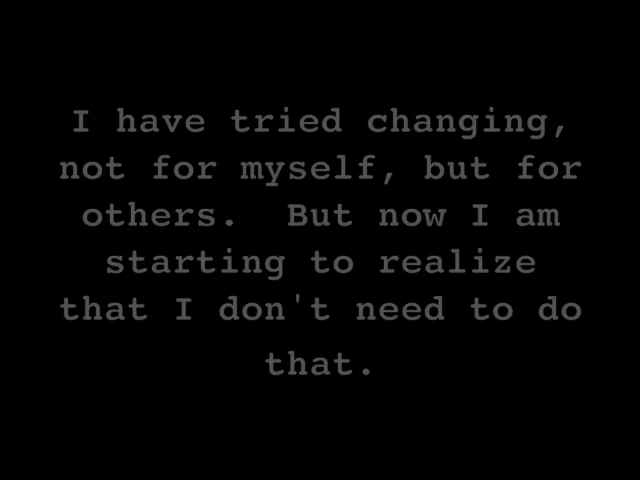 I have tried changing,
not for myself, but for
others.  But now I am
starting to realize
that I don't need to do
that.